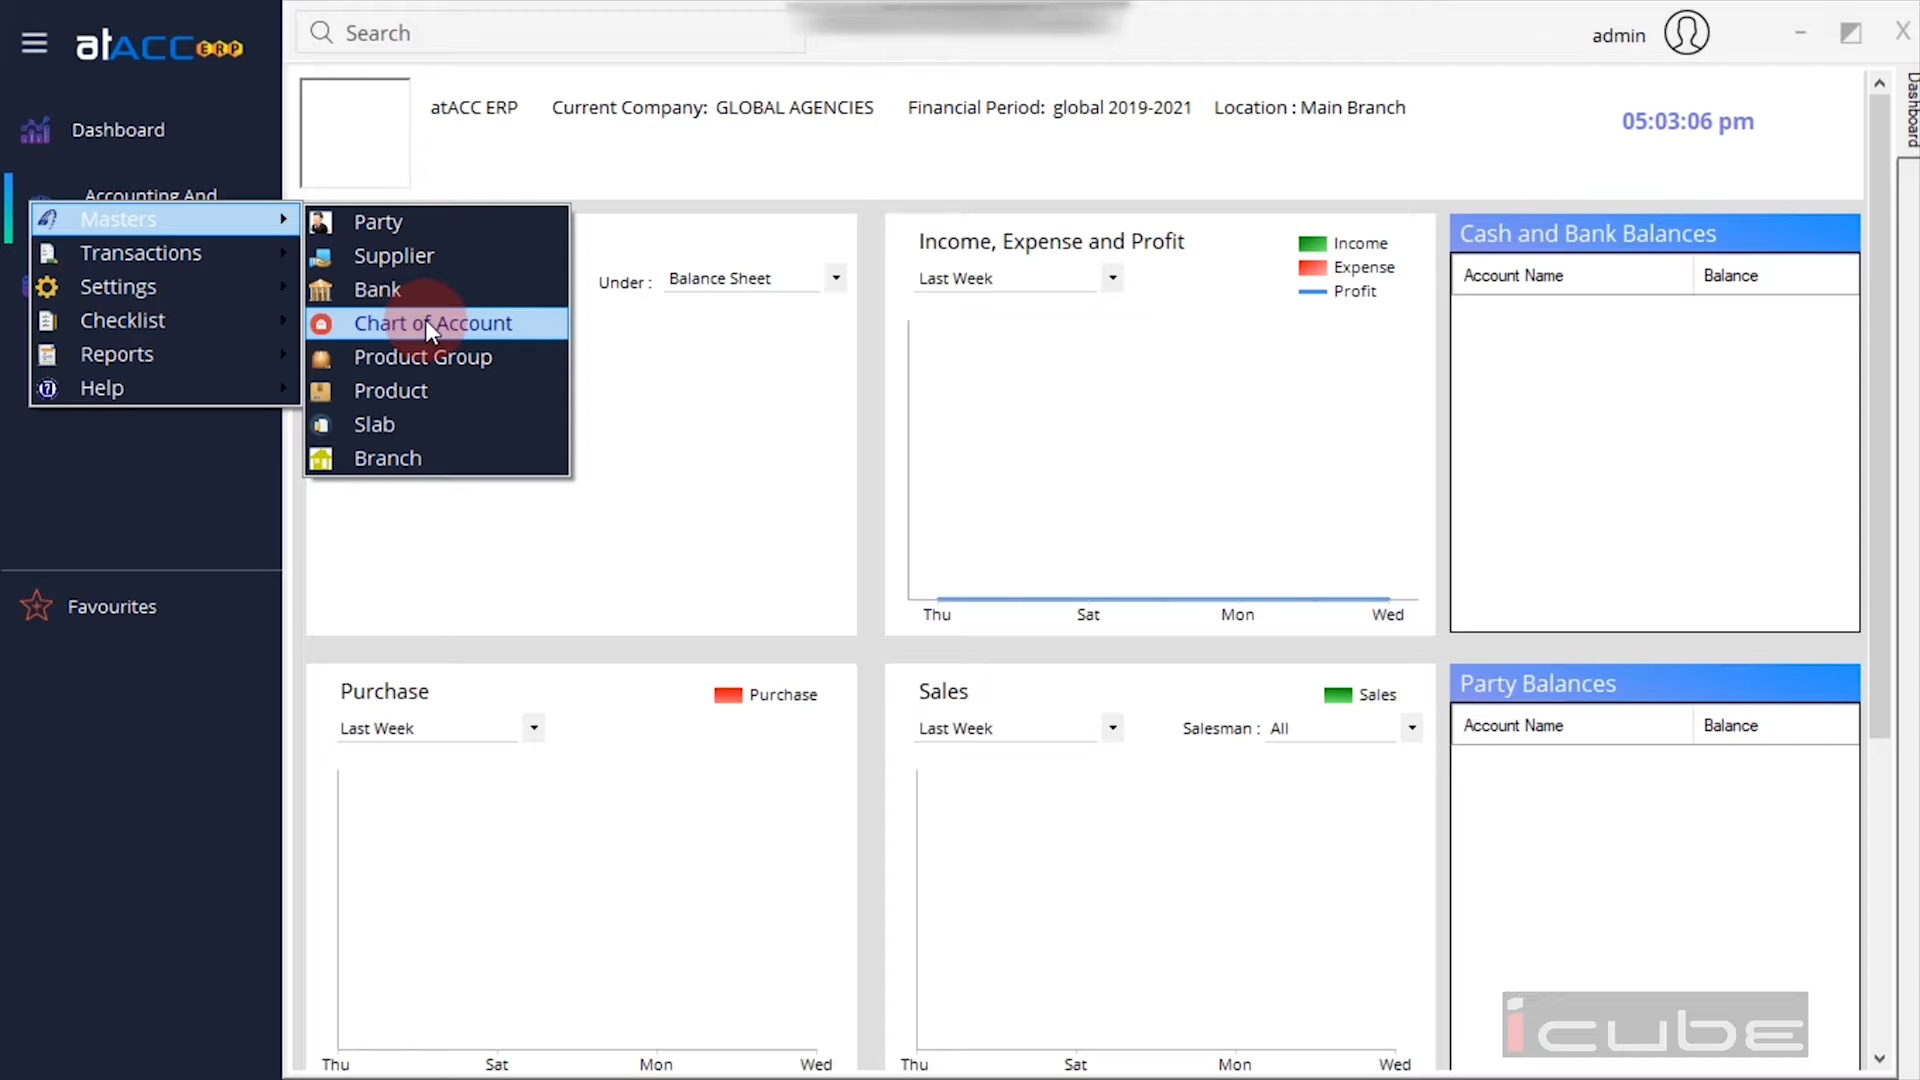 atACC ERP
Search
admin
X
Dashboard
Dashboard
atACC ERP
Current Company: GLOBAL AGENCIES
Financial Period: global 2019-2021
Location : Main Branch
05:03:06 pm
Accounting And
Masters
Transactions
Settings
Checklist
Reports
Help
Favourites
Party
Supplier
Bank
Chart of Account
Product Group
Product
Slab
Branch
Under : Balance Sheet
Income, Expense and Profit
Last Week
Income
Expense
Profit
Thu Sat Mon Wed
Cash and Bank Balances
Account Name Balance
Purchase
Last Week
Purchase
Thu Sat Mon Wed
Sales
Last Week
Sales
Salesman : All
Thu Sat Mon Wed
Party Balances
Account Name Balance
icube